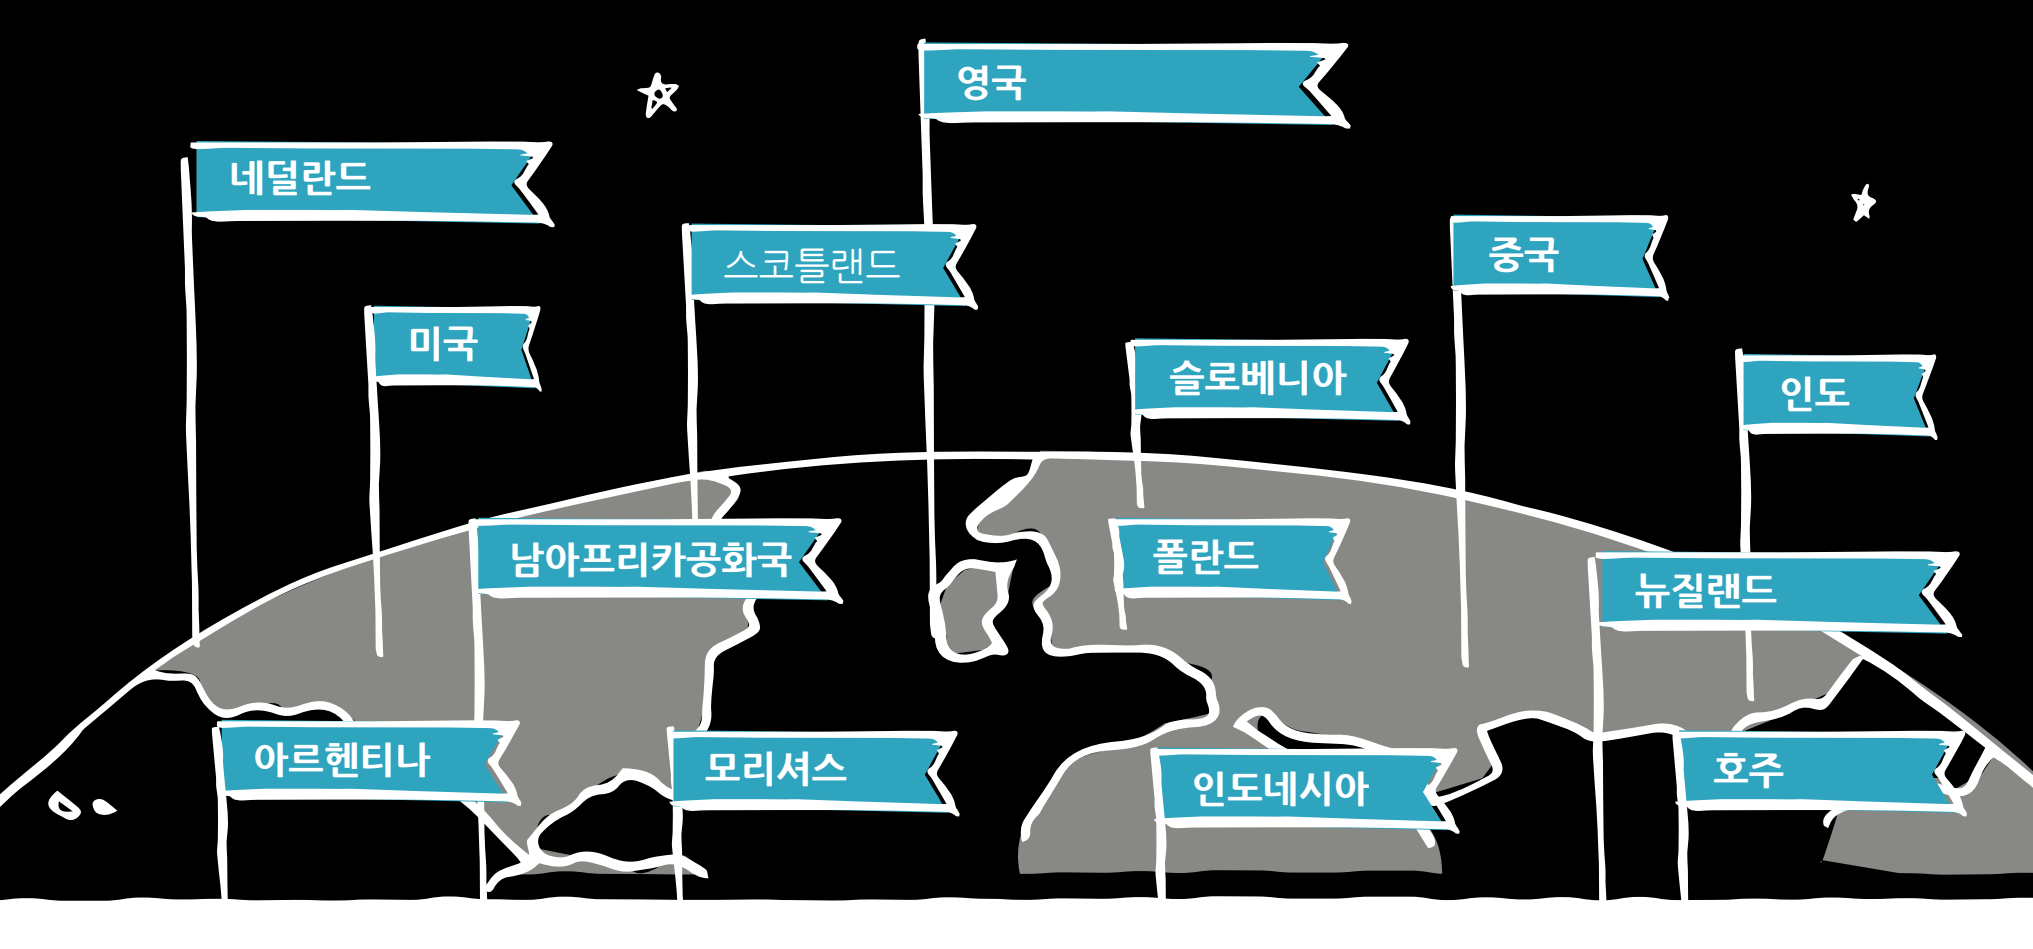 영국
네덜란드
스코틀랜드
중국
미국
슬로베니아
인도
남아프리카공화국
폴란드
뉴질랜드
아르헨티나
모리셔스
인도네시아
호주